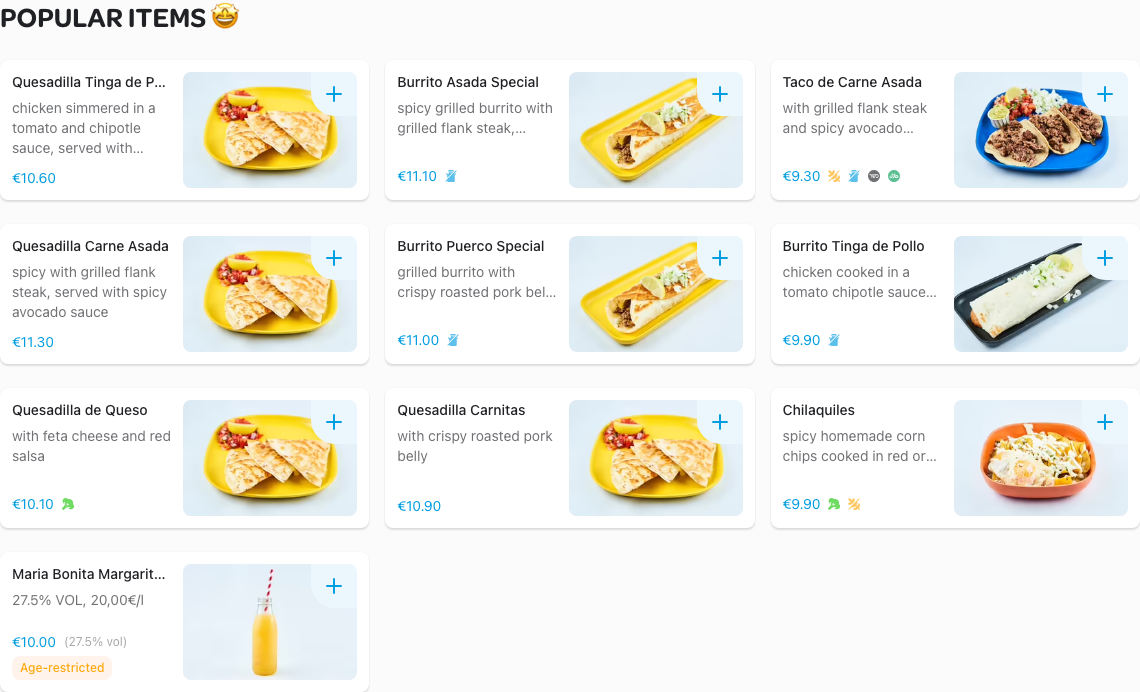 POPULAR ITEMS 🤩
Quesadilla Tinga de P...
chicken simmered in a
tomato and chipotle
sauce, served with...
€10.60
Burrito Asada Special
spicy grilled burrito with
grilled flank steak,...
€11.10
Taco de Carne Asada
with grilled flank steak
and spicy avocado...
€9.30
Quesadilla Carne Asada
spicy with grilled flank
steak, served with spicy
avocado sauce
€11.30
Burrito Puerco Special
grilled burrito with
crispy roasted pork bel...
€11.00
Burrito Tinga de Pollo
chicken cooked in a
tomato chipotle sauce...
€9.90
Quesadilla de Queso
with feta cheese and red
salsa
€10.10
Quesadilla Carnitas
with crispy roasted pork
belly
€10.90
Chilaquiles
spicy homemade corn
chips cooked in red or...
€9.90
Maria Bonita Margarit...
27.5% VOL, 20,00€/l
€10.00 (27.5% vol)
Age-restricted